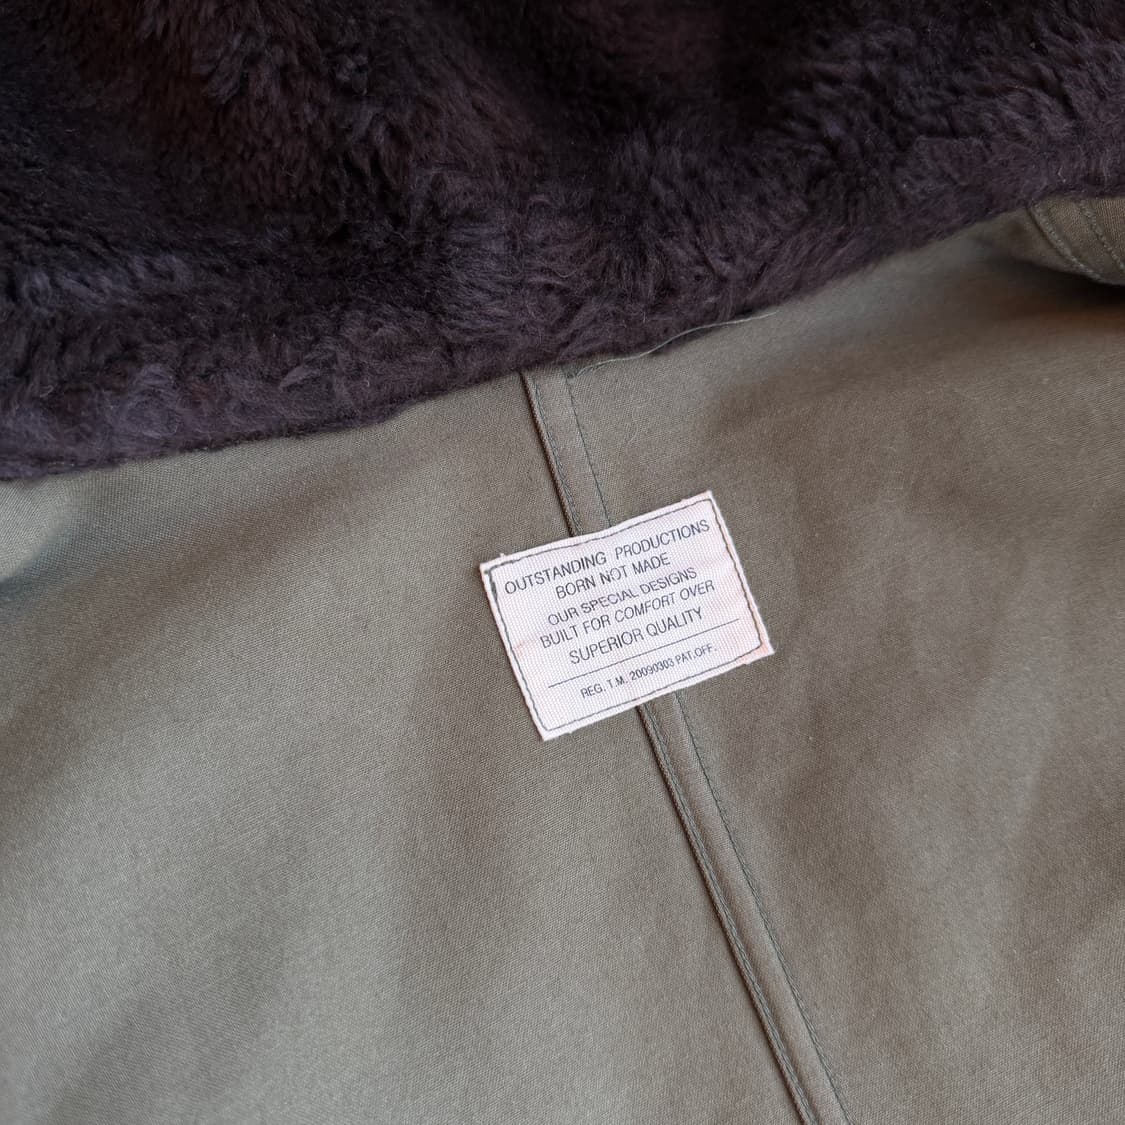 OUTSTANDING PRODUCTIONS
BORN NOT MADE
OUR SPECIAL DESIGNS
BUILT FOR COMFORT OVER
SUPERIOR QUALITY
REG. T.M. 20090303 PAT.OFF.